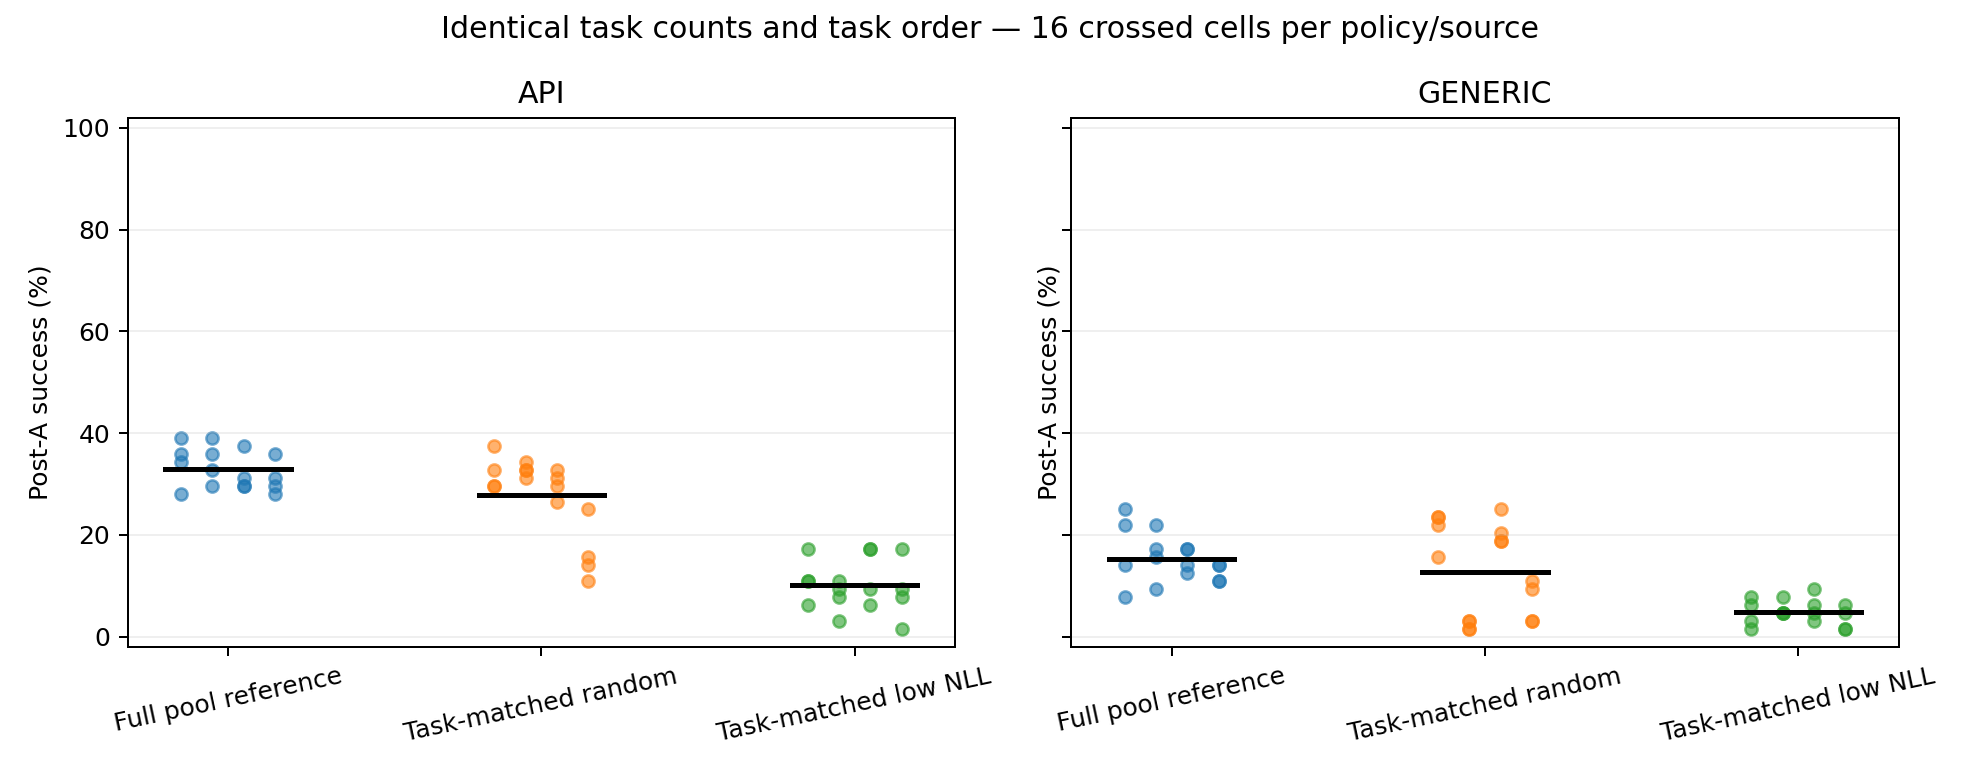 Identical task counts and task order — 16 crossed cells per policy/source
API
Post-A success (%)
100
80
60
40
20
0
Full pool reference
Task-matched random
Task-matched low NLL
GENERIC
Post-A success (%)
Full pool reference
Task-matched random
Task-matched low NLL